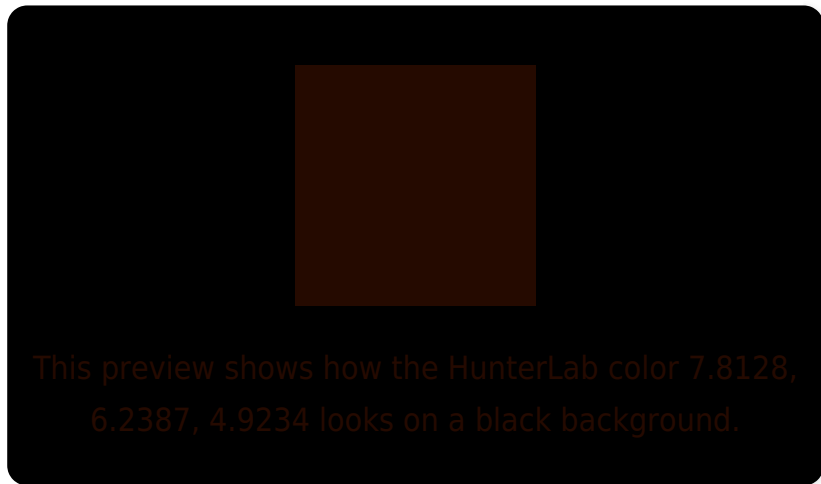 This preview shows how the HunterLab color 7.8128,
6.2387, 4.9234 looks on a black background.